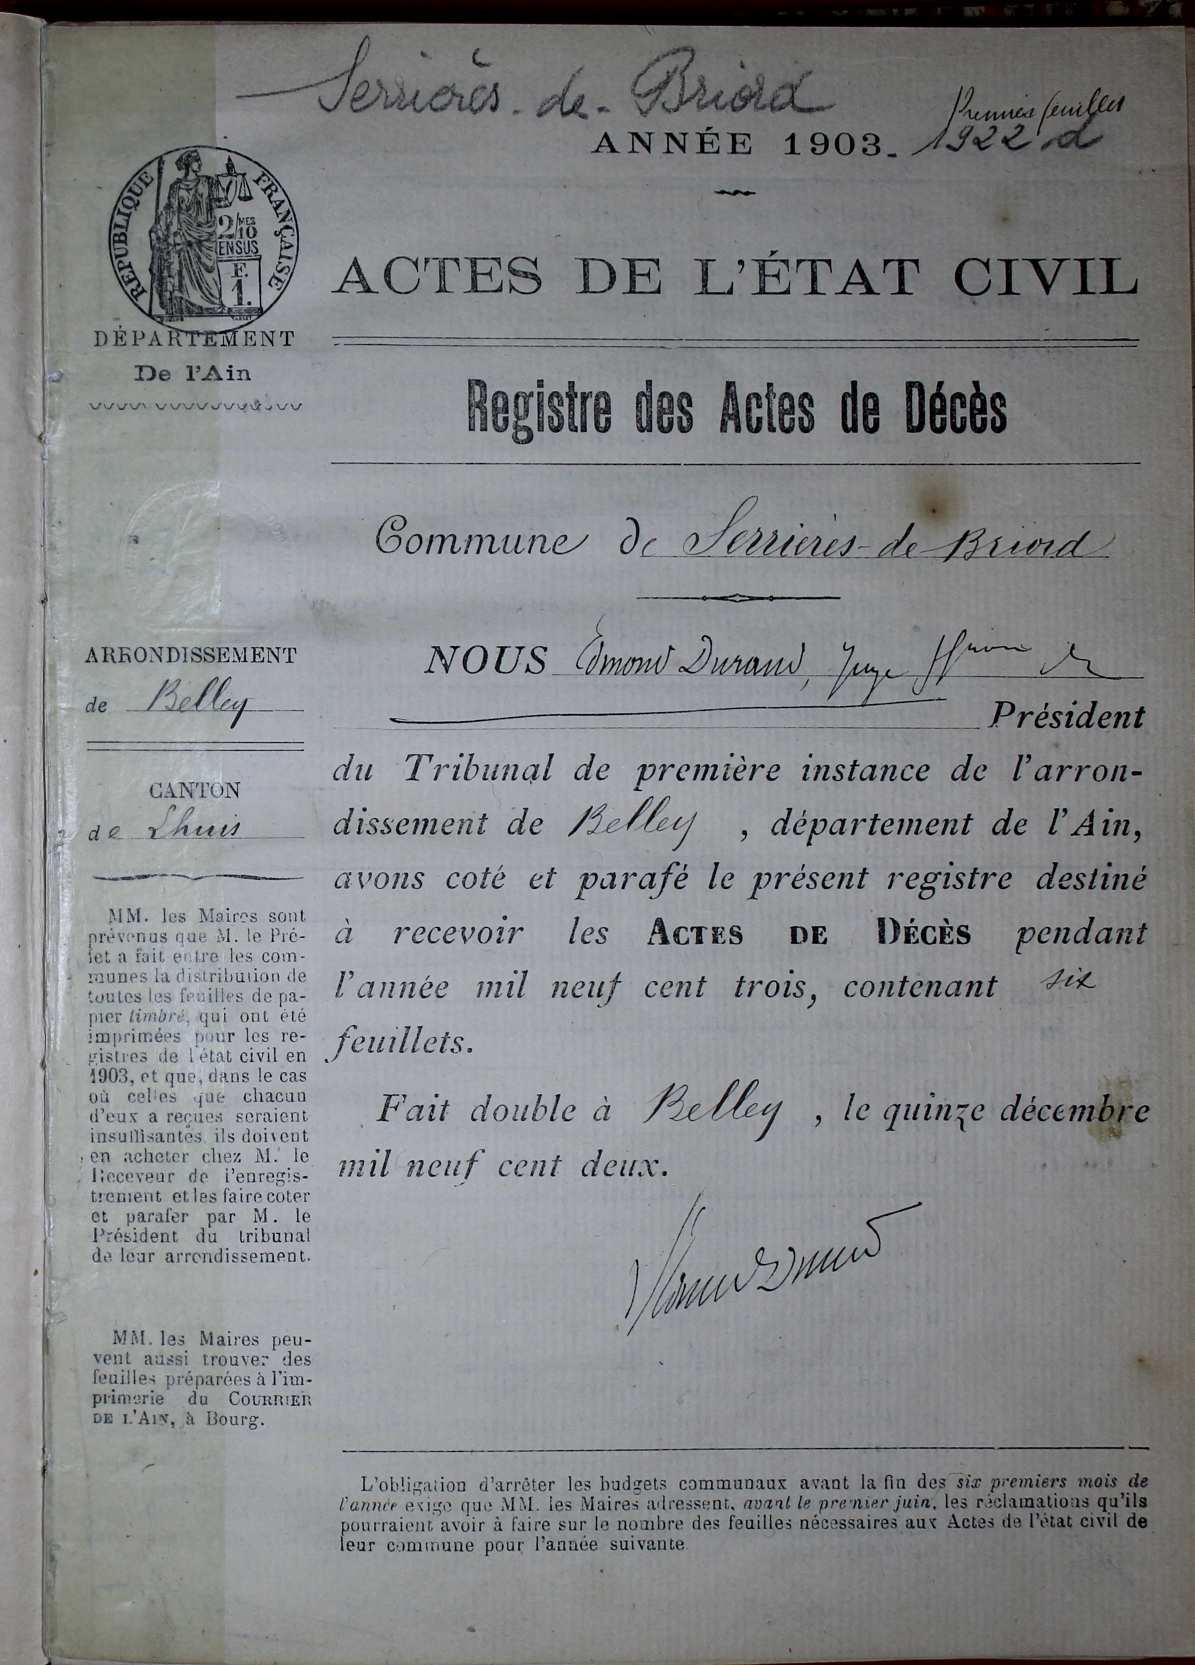 Serrières-de-Briord
Premiers feuillets
ANNÉE 1903. 1922 d
RÉPUBLIQUE FRANÇAISE
2/MES
10
EN SUS
F.
1.
ACTES DE L'ÉTAT CIVIL
DÉPARTEMENT
De l'Ain
Registre des Actes de Décès
Commune de Serrières-de-Briord
ARRONDISSEMENT
de Belley
CANTON
de Lhuis
MM. les Maires sont
prévenus que M. le Pré-
fet a fait entre les com-
munes la distribution de
toutes les feuilles de pa-
pier timbré, qui ont été
imprimées pour les re-
gistres de l'état civil en
1903, et que, dans le cas
où celles que chacun
d'eux a reçues seraient
insuffisantes, ils doivent
en acheter chez M. le
Receveur de l'enregis-
trement et les faire coter
et parafer par M. le
Président du tribunal
de leur arrondissement.
MM. les Maires peu-
vent aussi trouver des
feuilles préparées à l'im-
primerie du COURRIER
DE L'AIN, à Bourg.
NOUS Edmond Durand, Juge
Président
du Tribunal de première instance de l'arron-
dissement de Belley, département de l'Ain,
avons coté et parafé le présent registre destiné
à recevoir les ACTES DE DÉCÈS pendant
l'année mil neuf cent trois, contenant six
feuillets.
Fait double à Belley, le quinze décembre
mil neuf cent deux.
L'obligation d'arrêter les budgets communaux avant la fin des six premiers mois de
l'année exige que MM. les Maires adressent, avant le premier juin, les réclamations qu'ils
pourraient avoir à faire sur le nombre des feuilles nécessaires aux Actes de l'état civil de
leur commune pour l'année suivante.